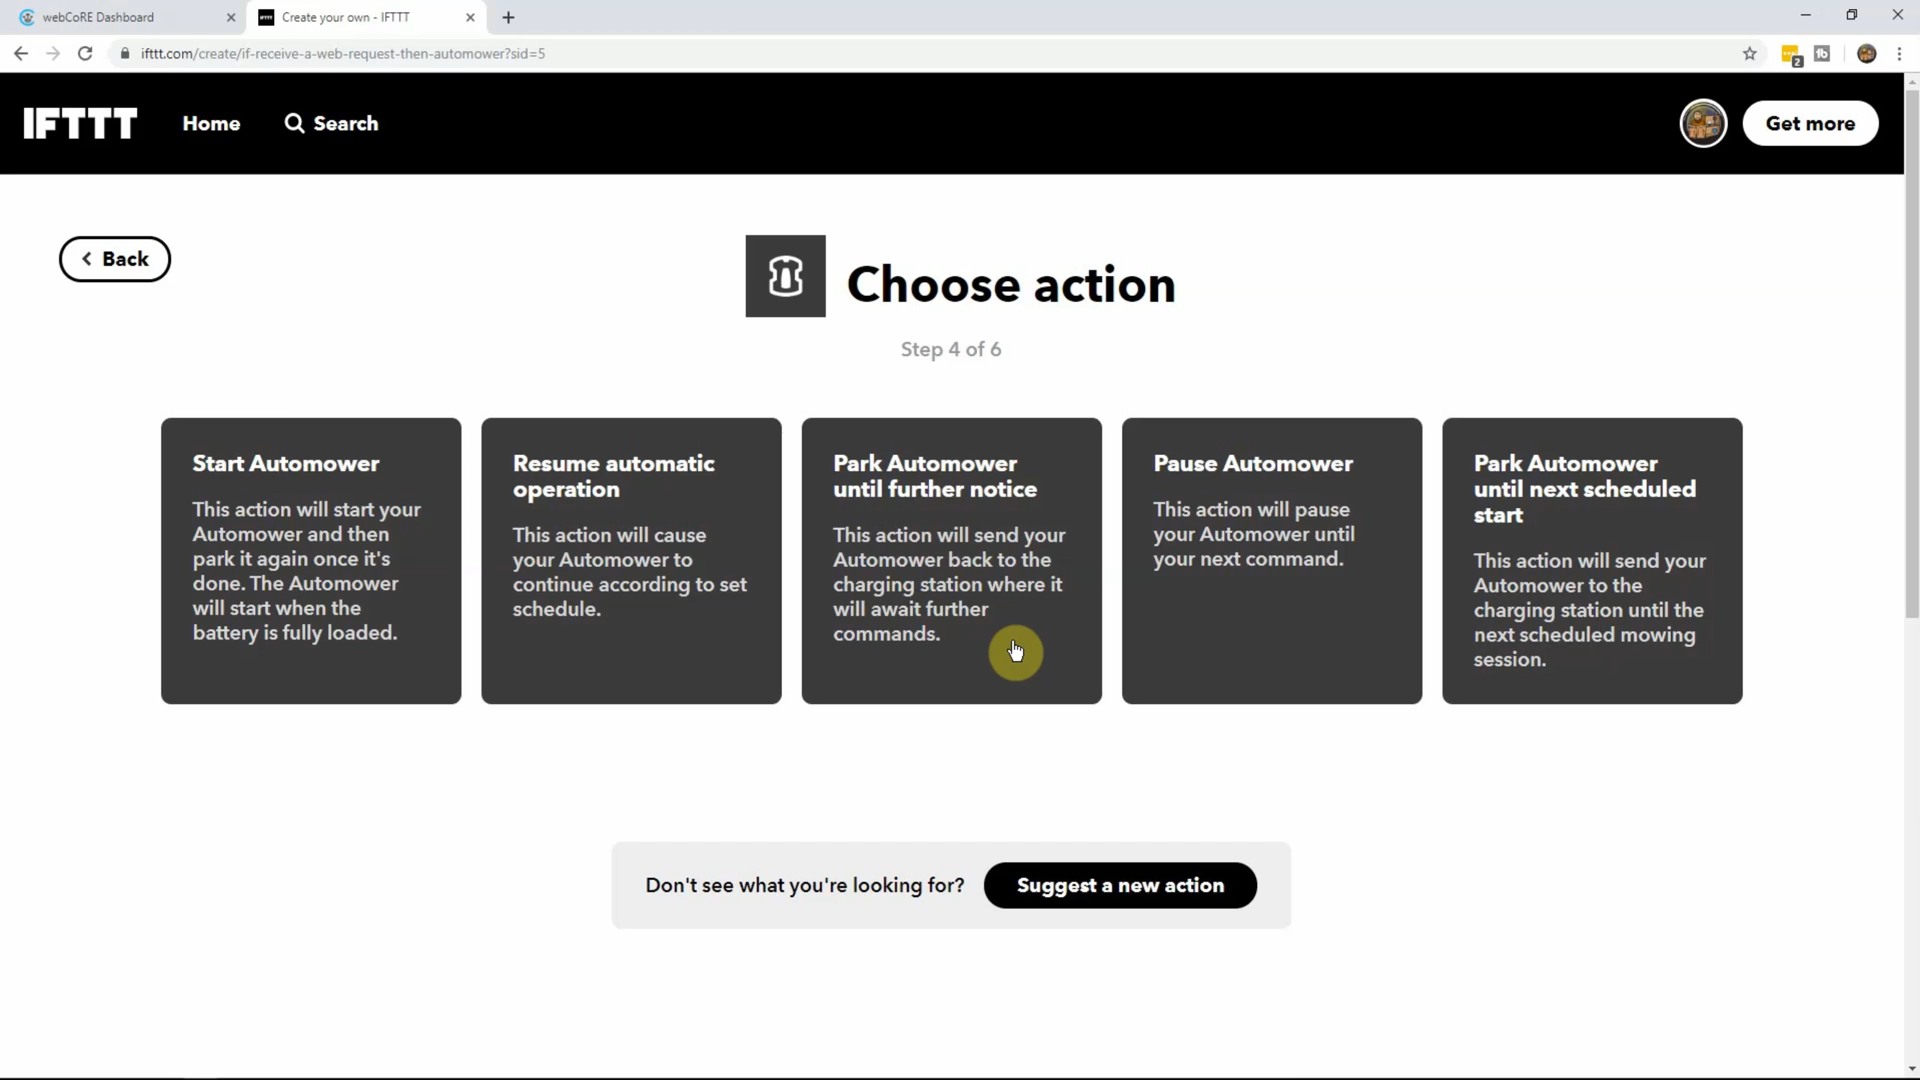 webCoRE Dashboard
Create your own - IFTTT
ifttt.com/create/if-receive-a-web-request-then-automower?sid=5
2
IFTTT
Home
Search
Get more
Back
Choose action
Step 4 of 6
Start Automower
This action will start your
Automower and then
park it again once it's
done. The Automower
will start when the
battery is fully loaded.
Resume automatic
operation
This action will cause
your Automower to
continue according to set
schedule.
Park Automower
until further notice
This action will send your
Automower back to the
charging station where it
will await further
commands.
Pause Automower
This action will pause
your Automower until
your next command.
Park Automower
until next scheduled
start
This action will send your
Automower to the
charging station until the
next scheduled mowing
session.
Don't see what you're looking for?
Suggest a new action